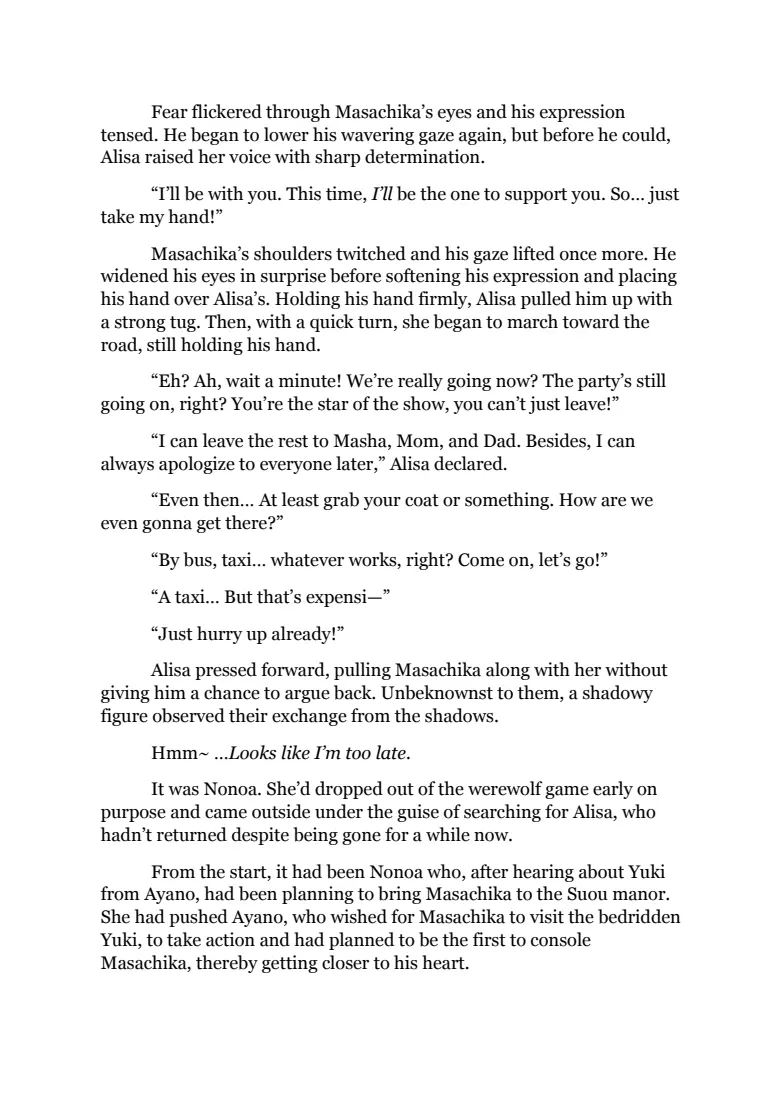 Fear flickered through Masachika’s eyes and his expression
tensed. He began to lower his wavering gaze again, but before he could,
Alisa raised her voice with sharp determination.
“I’ll be with you. This time, I’ll be the one to support you. So… just
take my hand!”
Masachika’s shoulders twitched and his gaze lifted once more. He
widened his eyes in surprise before softening his expression and placing
his hand over Alisa’s. Holding his hand firmly, Alisa pulled him up with
a strong tug. Then, with a quick turn, she began to march toward the
road, still holding his hand.
“Eh? Ah, wait a minute! We’re really going now? The party’s still
going on, right? You’re the star of the show, you can’t just leave!”
“I can leave the rest to Masha, Mom, and Dad. Besides, I can
always apologize to everyone later,” Alisa declared.
“Even then… At least grab your coat or something. How are we
even gonna get there?”
“By bus, taxi… whatever works, right? Come on, let’s go!”
“A taxi… But that’s expensi—”
“Just hurry up already!”
Alisa pressed forward, pulling Masachika along with her without
giving him a chance to argue back. Unbeknownst to them, a shadowy
figure observed their exchange from the shadows.
Hmm~ …Looks like I’m too late.
It was Nonoa. She’d dropped out of the werewolf game early on
purpose and came outside under the guise of searching for Alisa, who
hadn’t returned despite being gone for a while now.
From the start, it had been Nonoa who, after hearing about Yuki
from Ayano, had been planning to bring Masachika to the Suou manor.
She had pushed Ayano, who wished for Masachika to visit the bedridden
Yuki, to take action and had planned to be the first to console
Masachika, thereby getting closer to his heart.